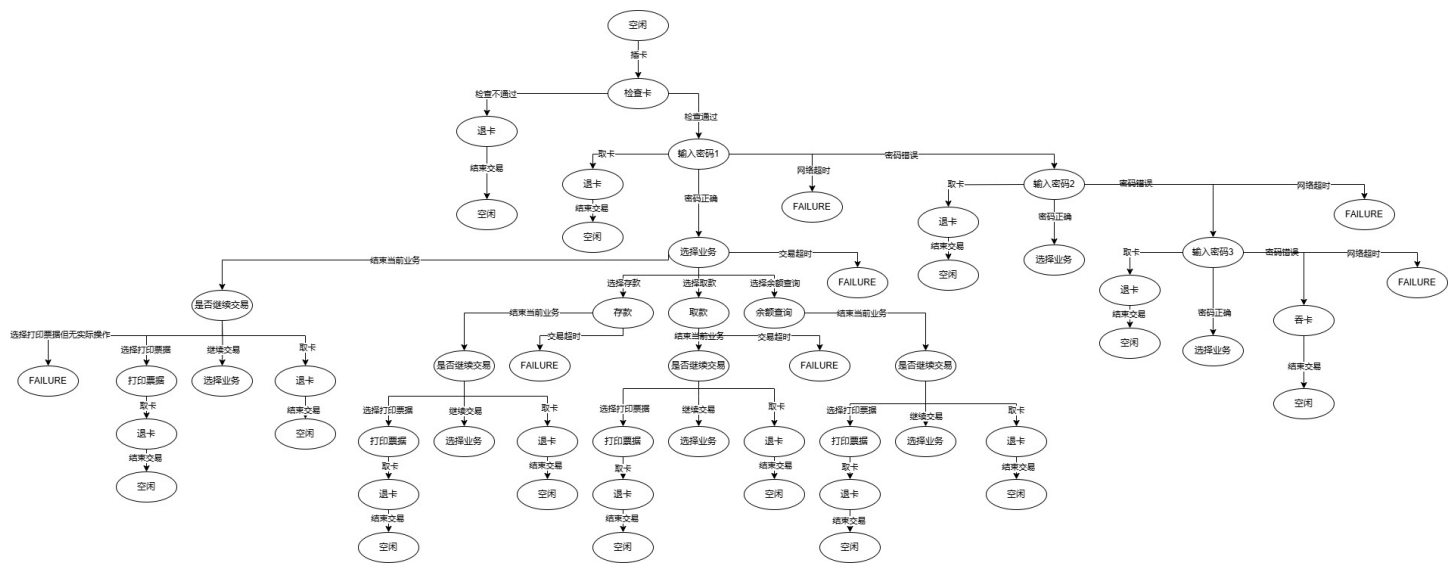 空闲
插卡
检查卡
检查不通过
检查通过
退卡
结束交易
空闲
输入密码1
取卡
网络超时
密码错误
退卡
结束交易
空闲
密码正确
FAILURE
输入密码2
取卡
密码错误
网络超时
退卡
结束交易
空闲
密码正确
选择业务
FAILURE
输入密码3
取卡
密码错误
网络超时
退卡
结束交易
空闲
密码正确
选择业务
吞卡
结束交易
空闲
FAILURE
选择业务
结束当前业务
交易超时
FAILURE
选择存款
选择取款
选择余额查询
是否继续交易
存款
取款
余额查询
选择打印票据但无实际操作
选择打印票据
继续交易
取卡
FAILURE
打印票据
选择业务
退卡
取卡
结束交易
退卡
空闲
结束交易
空闲
结束当前业务
交易超时
结束当前业务
交易超时
结束当前业务
是否继续交易
FAILURE
是否继续交易
FAILURE
是否继续交易
选择打印票据
继续交易
取卡
选择打印票据
继续交易
取卡
选择打印票据
继续交易
取卡
打印票据
选择业务
退卡
打印票据
选择业务
退卡
打印票据
选择业务
退卡
取卡
结束交易
取卡
结束交易
取卡
结束交易
退卡
空闲
退卡
空闲
退卡
空闲
结束交易
结束交易
结束交易
空闲
空闲
空闲